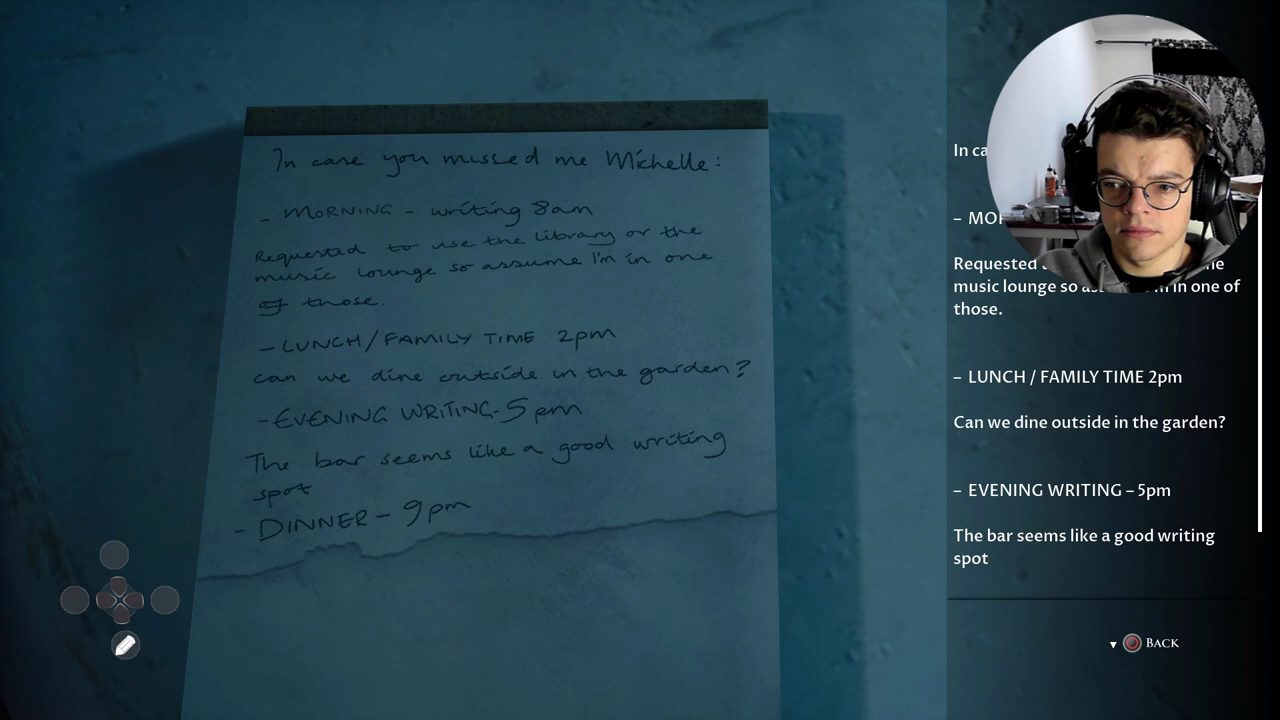 In case you missed me Michelle:
- MORNING - writing 8am
Requested to use the library or the
music lounge so assume I'm in one
of those.
- LUNCH / FAMILY TIME 2pm
can we dine outside in the garden?
- EVENING WRITING - 5pm
The bar seems like a good writing
spot
- DINNER - 9pm
In ca
– MO
Requested
music lounge so as in one of
those.
– LUNCH / FAMILY TIME 2pm
Can we dine outside in the garden?
– EVENING WRITING – 5pm
The bar seems like a good writing
spot
BACK